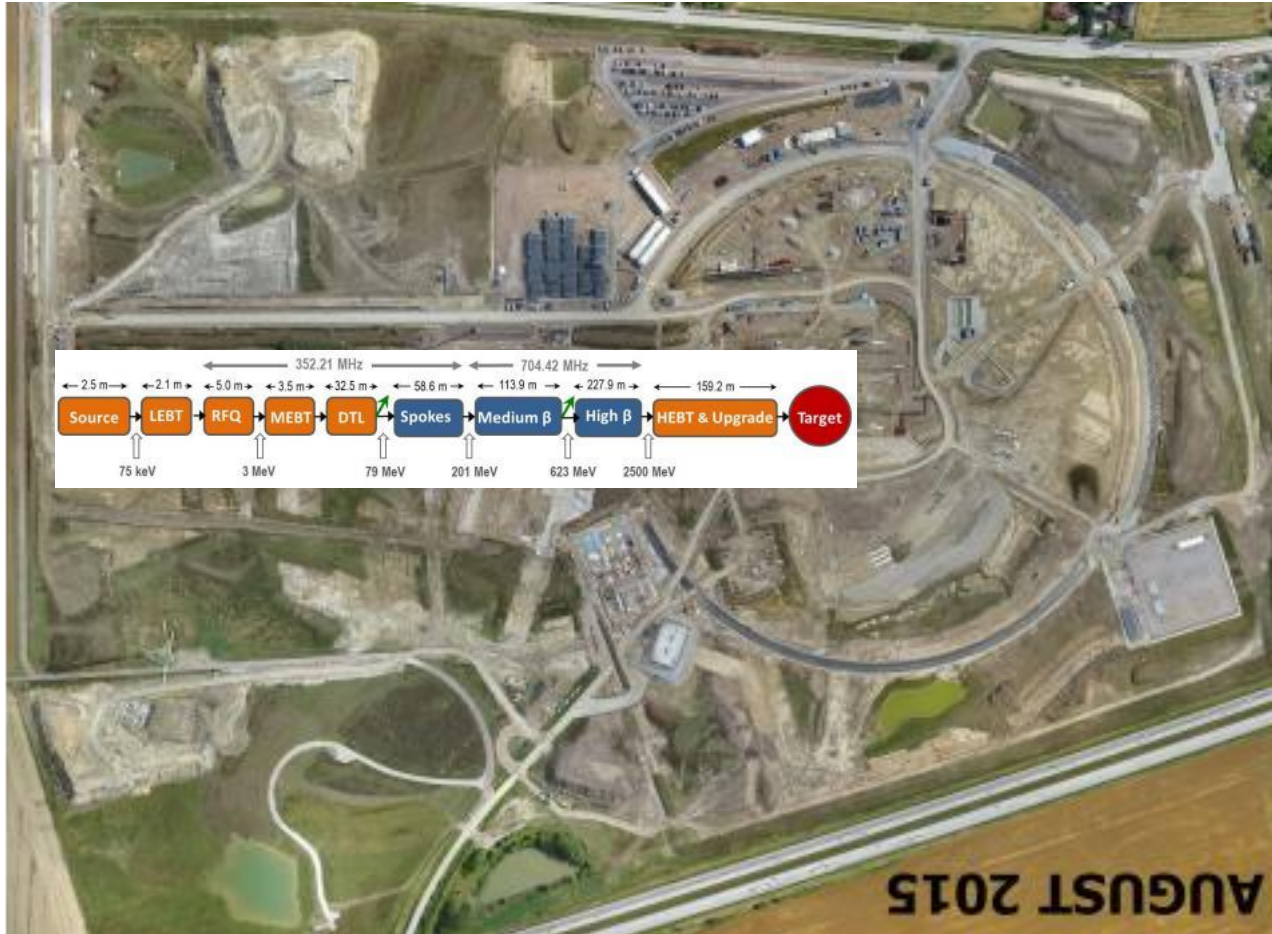 352.21 MHz 704.42 MHz
2.5 m 2.1 m 5.0 m 3.5 m 32.5 m 58.6 m 113.9 m 227.9 m 159.2 m
Source LEBT RFQ MEBT DTL Spokes Medium β High β HEBT & Upgrade Target
75 keV 3 MeV 79 MeV 201 MeV 623 MeV 2500 MeV
AUGUST 2015